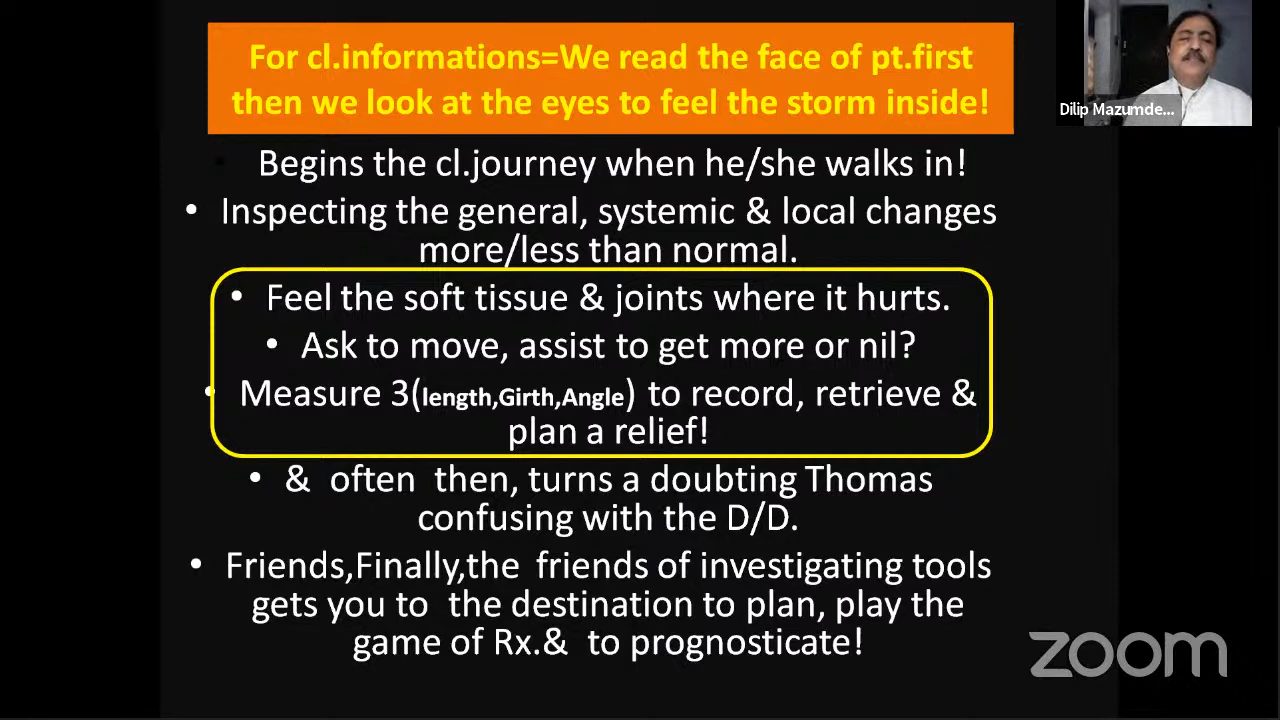 For cl.informations=We read the face of pt.first
then we look at the eyes to feel the storm inside!
Dilip Mazumde...
Begins the cl.journey when he/she walks in!
• Inspecting the general, systemic & local changes
more/less than normal.
• Feel the soft tissue & joints where it hurts.
• Ask to move, assist to get more or nil?
• Measure 3(length,Girth,Angle) to record, retrieve &
plan a relief!
• & often then, turns a doubting Thomas
confusing with the D/D.
• Friends,Finally,the friends of investigating tools
gets you to the destination to plan, play the
game of Rx.& to prognosticate!
zoom